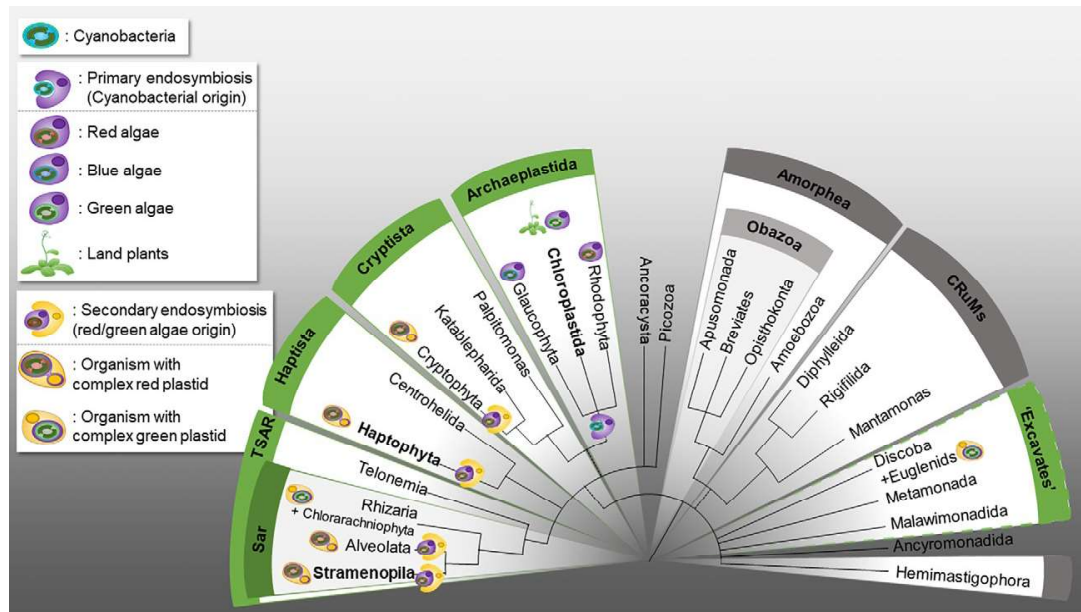 : Cyanobacteria
: Primary endosymbiosis
(Cyanobacterial origin)
: Red algae
: Blue algae
: Green algae
: Land plants
: Secondary endosymbiosis
(red/green algae origin)
: Organism with
complex red plastid
: Organism with
complex green plastid
Sar
TSAR
Haptista
Cryptista
Archaeplastida
Amorphea
Obazoa
CRuMs
'Excavates'
Stramenopila
Alveolata
Rhizaria
+ Chlorarachniophyta
Telonemia
Haptophyta
Centrohelida
Cryptophyta
Katablepharida
Palpitomonas
Glaucophyta
Chloroplastida
Rhodophyta
Ancoracysta
Picozoa
Apusomonada
Breviates
Opisthokonta
Amoebozoa
Diphylleida
Rigifilida
Mantamonas
Discoba
+Euglenids
Metamonada
Malawimonadida
Ancyromonadida
Hemimastigophora